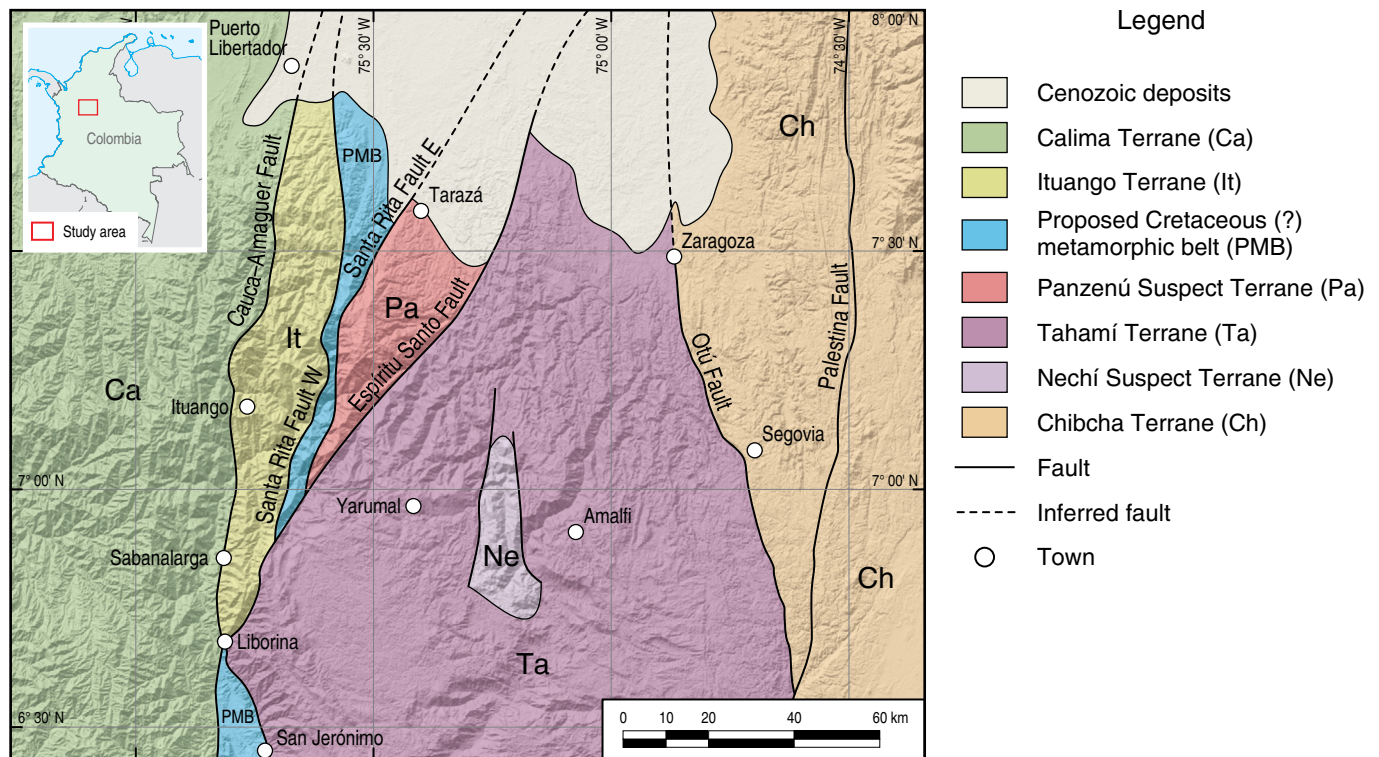 Puerto
Libertador
75° 30' W
75° 00' W
8° 00' N
74° 30' W
Colombia
Study area
Ch
PMB
Cauca-Almaguer Fault
Santa Rita Fault E
Tarazá
Zaragoza
7° 30' N
7° 30' N
Pa
It
Espíritu Santo Fault
Palestina Fault
Otú Fault
Ca
Ituango
Santa Rita Fault W
Segovia
7° 00' N
7° 00' N
Yarumal
Amalfi
Sabanalarga
Ne
Ch
Liborina
Ta
PMB
6° 30' N
6° 30' N
San Jerónimo
0 10 20 40 60 km
Legend
Cenozoic deposits
Calima Terrane (Ca)
Ituango Terrane (It)
Proposed Cretaceous (?)
metamorphic belt (PMB)
Panzenú Suspect Terrane (Pa)
Tahamí Terrane (Ta)
Nechí Suspect Terrane (Ne)
Chibcha Terrane (Ch)
Fault
Inferred fault
Town